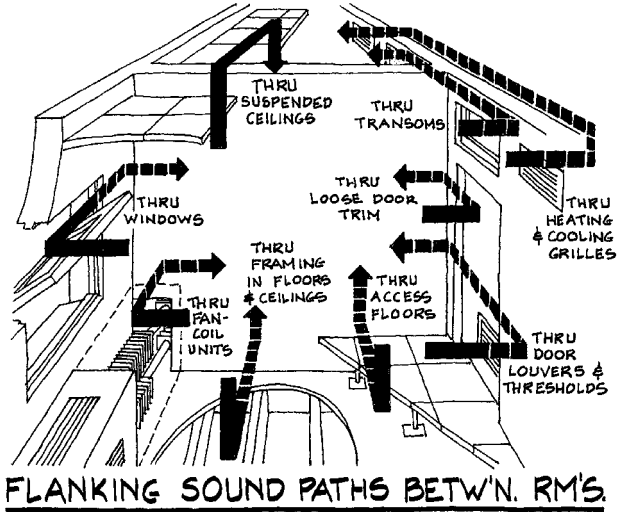 THRU
SUSPENDED
CEILINGS
THRU
TRANSOMS
THRU
WINDOWS
THRU
LOOSE DOOR
TRIM
THRU
HEATING
& COOLING
GRILLES
THRU
FRAMING
IN FLOORS
& CEILINGS
THRU
FAN-
COIL
UNITS
THRU
ACCESS
FLOORS
THRU
DOOR
LOUVERS &
THRESHOLDS
FLANKING SOUND PATHS BETW'N. RM'S.